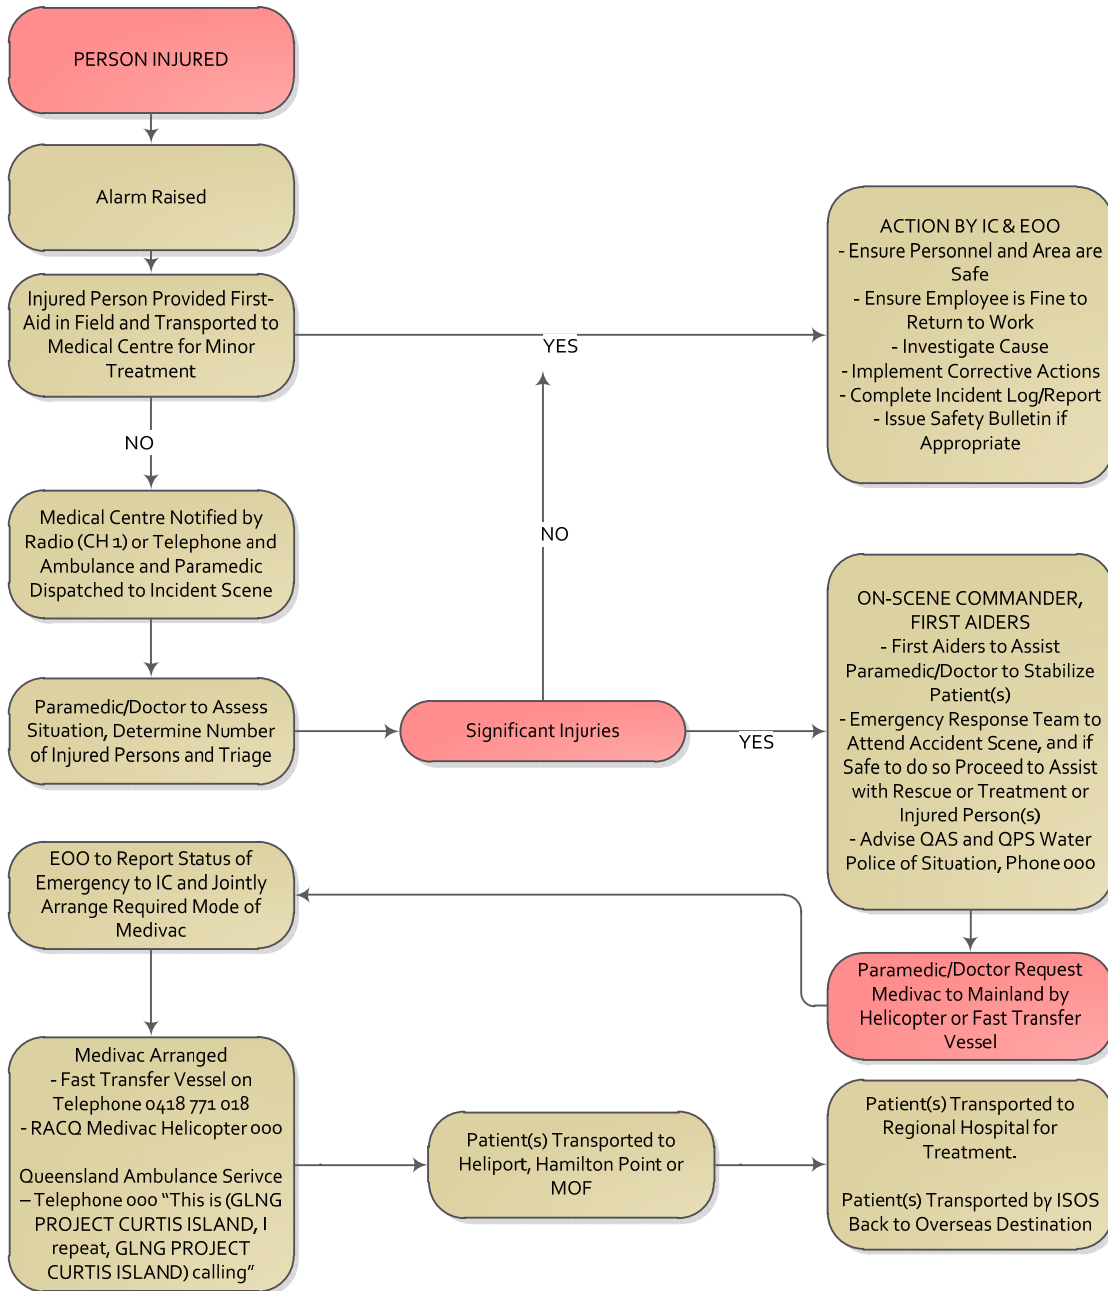 PERSON INJURED
Alarm Raised
Injured Person Provided First-
Aid in Field and Transported to
Medical Centre for Minor
Treatment
YES
ACTION BY IC & EOO
- Ensure Personnel and Area are
Safe
- Ensure Employee is Fine to
Return to Work
- Investigate Cause
- Implement Corrective Actions
- Complete Incident Log/Report
- Issue Safety Bulletin if
Appropriate
NO
Medical Centre Notified by
Radio (CH 1) or Telephone and
Ambulance and Paramedic
Dispatched to Incident Scene
Paramedic/Doctor to Assess
Situation, Determine Number
of Injured Persons and Triage
Significant Injuries
NO
YES
ON-SCENE COMMANDER,
FIRST AIDERS
- First Aiders to Assist
Paramedic/Doctor to Stabilize
Patient(s)
- Emergency Response Team to
Attend Accident Scene, and if
Safe to do so Proceed to Assist
with Rescue or Treatment or
Injured Person(s)
- Advise QAS and QPS Water
Police of Situation, Phone 000
Paramedic/Doctor Request
Medivac to Mainland by
Helicopter or Fast Transfer
Vessel
EOO to Report Status of
Emergency to IC and Jointly
Arrange Required Mode of
Medivac
Medivac Arranged
- Fast Transfer Vessel on
Telephone 0418 771 018
- RACQ Medivac Helicopter 000
Queensland Ambulance Serivce
– Telephone 000 “This is (GLNG
PROJECT CURTIS ISLAND, I
repeat, GLNG PROJECT
CURTIS ISLAND) calling”
Patient(s) Transported to
Heliport, Hamilton Point or
MOF
Patient(s) Transported to
Regional Hospital for
Treatment.
Patient(s) Transported by ISOS
Back to Overseas Destination